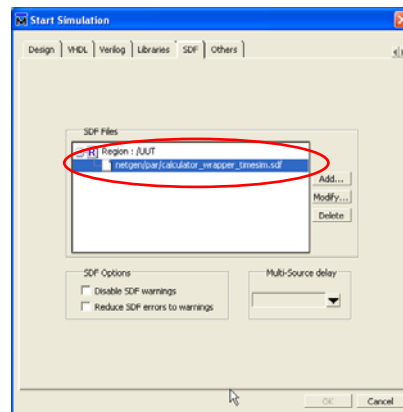 Start Simulation
Design VHDL Verilog Libraries SDF Others
SDF Files
R Region : /UUT
netgen/par/calculator_wrapper_timesim.sdf
Add...
Modify...
Delete
SDF Options
Multi-Source delay
Disable SDF warnings
Reduce SDF errors to warnings
OK Cancel